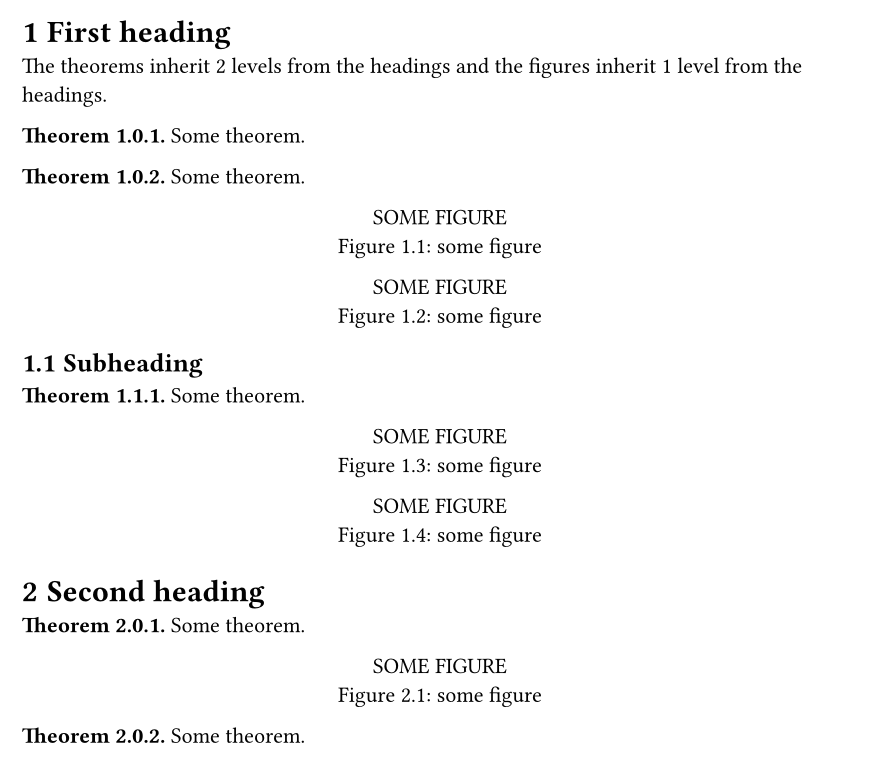 1 First heading
The theorems inherit 2 levels from the headings and the figures inherit 1 level from the
headings.
Theorem 1.0.1. Some theorem.
Theorem 1.0.2. Some theorem.
SOME FIGURE
Figure 1.1: some figure
SOME FIGURE
Figure 1.2: some figure
1.1 Subheading
Theorem 1.1.1. Some theorem.
SOME FIGURE
Figure 1.3: some figure
SOME FIGURE
Figure 1.4: some figure
2 Second heading
Theorem 2.0.1. Some theorem.
SOME FIGURE
Figure 2.1: some figure
Theorem 2.0.2. Some theorem.